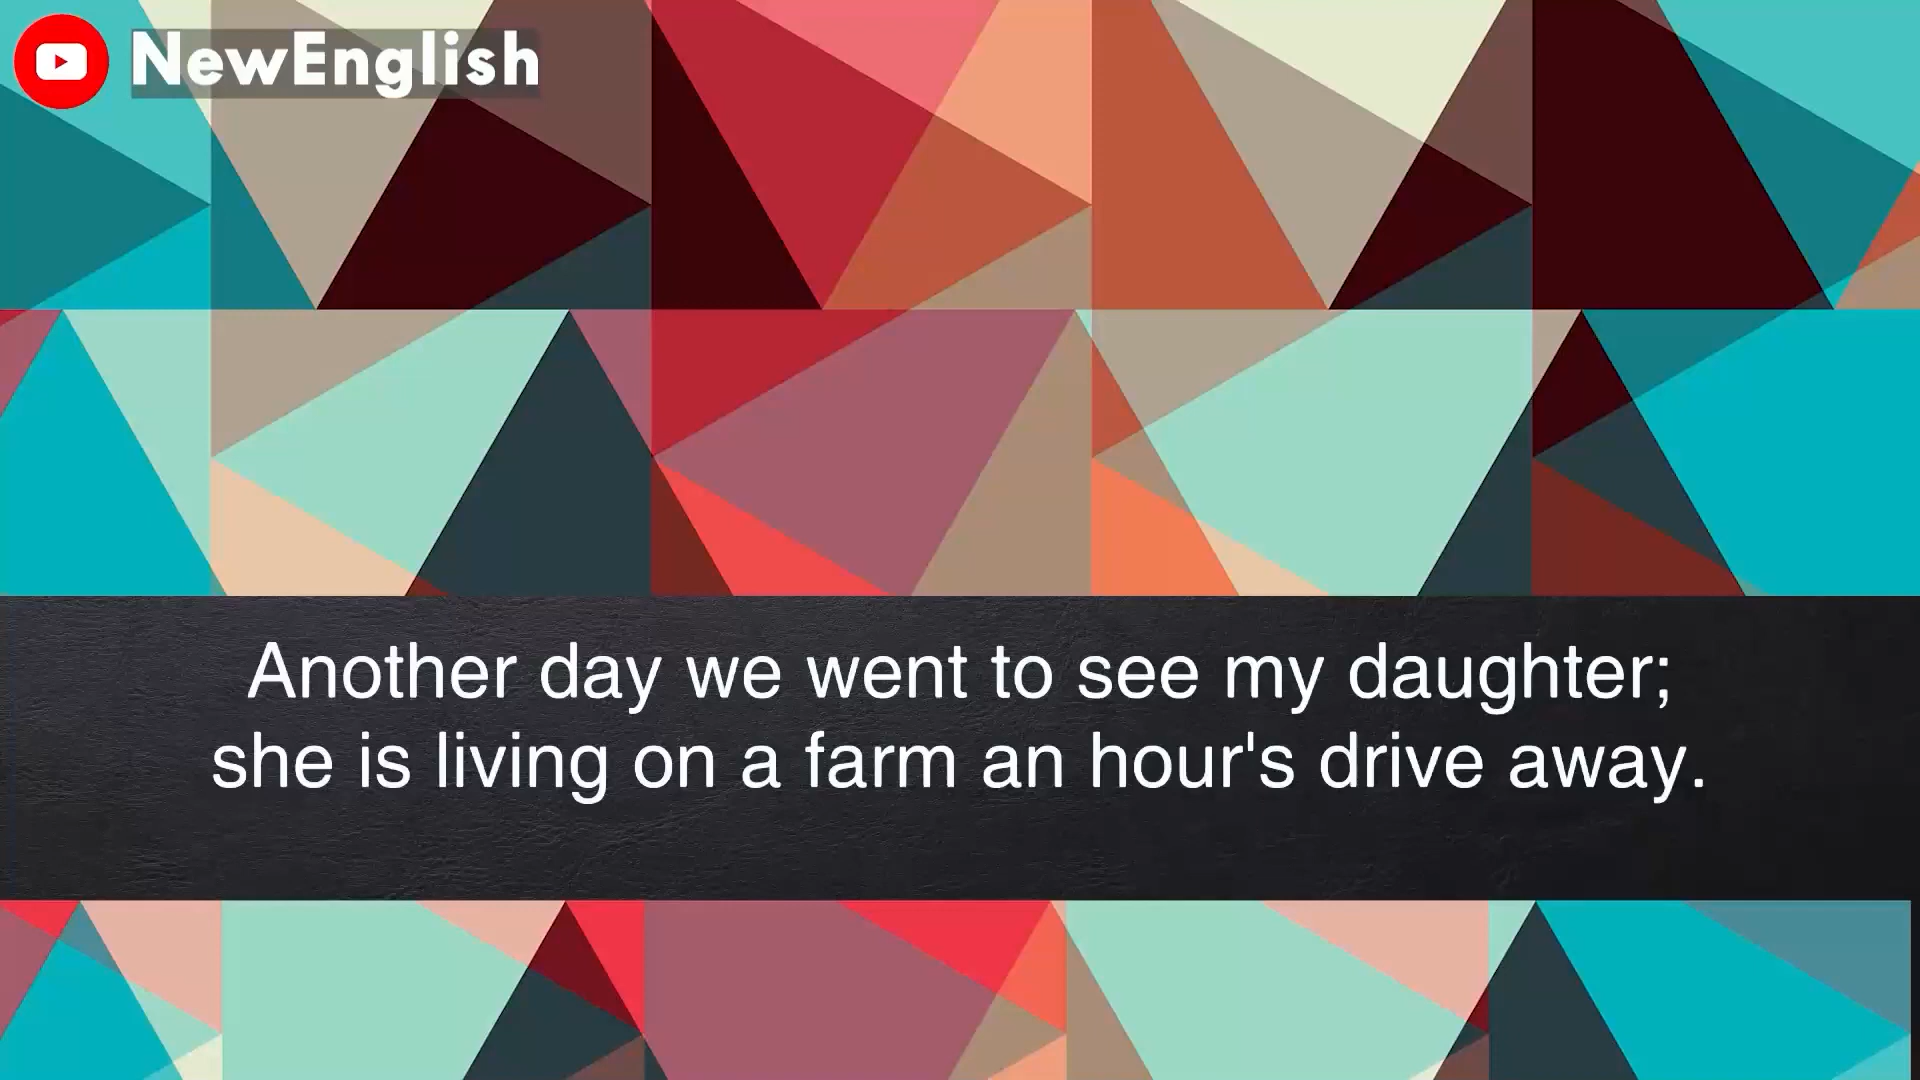 NewEnglish
Another day we went to see my daughter;
she is living on a farm an hour's drive away.